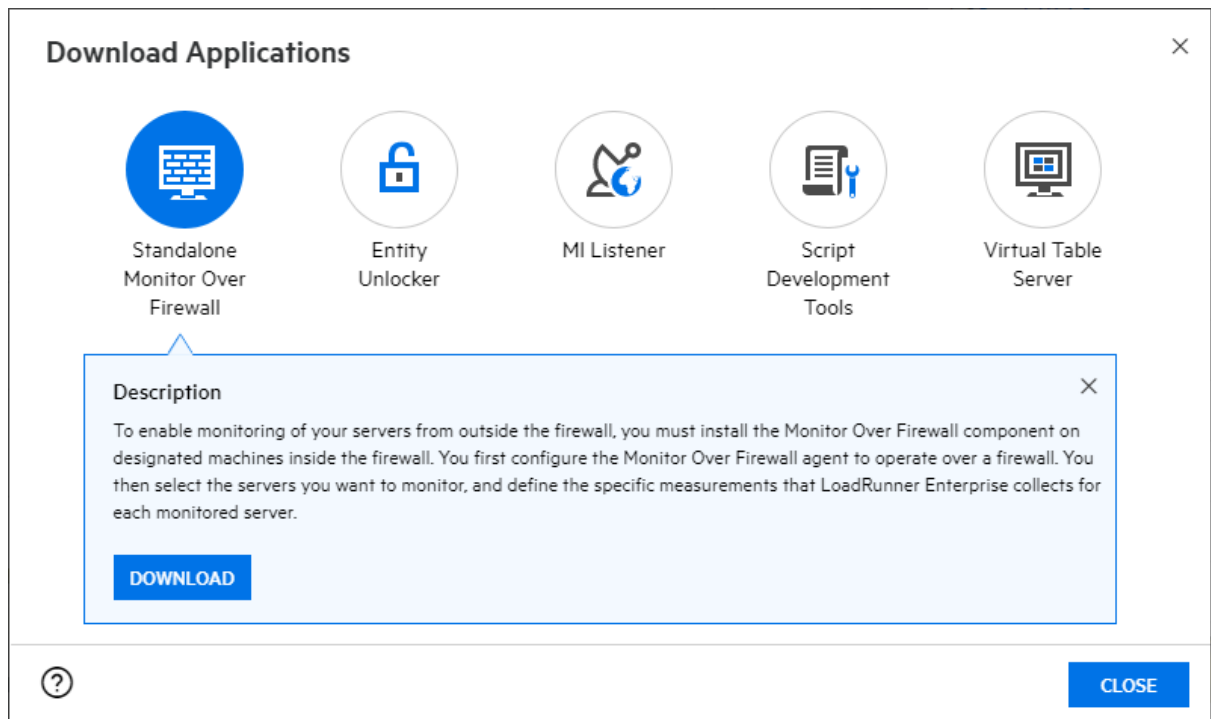 Download Applications
Standalone
Monitor Over
Firewall
Entity
Unlocker
MI Listener
Script
Development
Tools
Virtual Table
Server
Description
To enable monitoring of your servers from outside the firewall, you must install the Monitor Over Firewall component on
designated machines inside the firewall. You first configure the Monitor Over Firewall agent to operate over a firewall. You
then select the servers you want to monitor, and define the specific measurements that LoadRunner Enterprise collects for
each monitored server.
DOWNLOAD
?
CLOSE